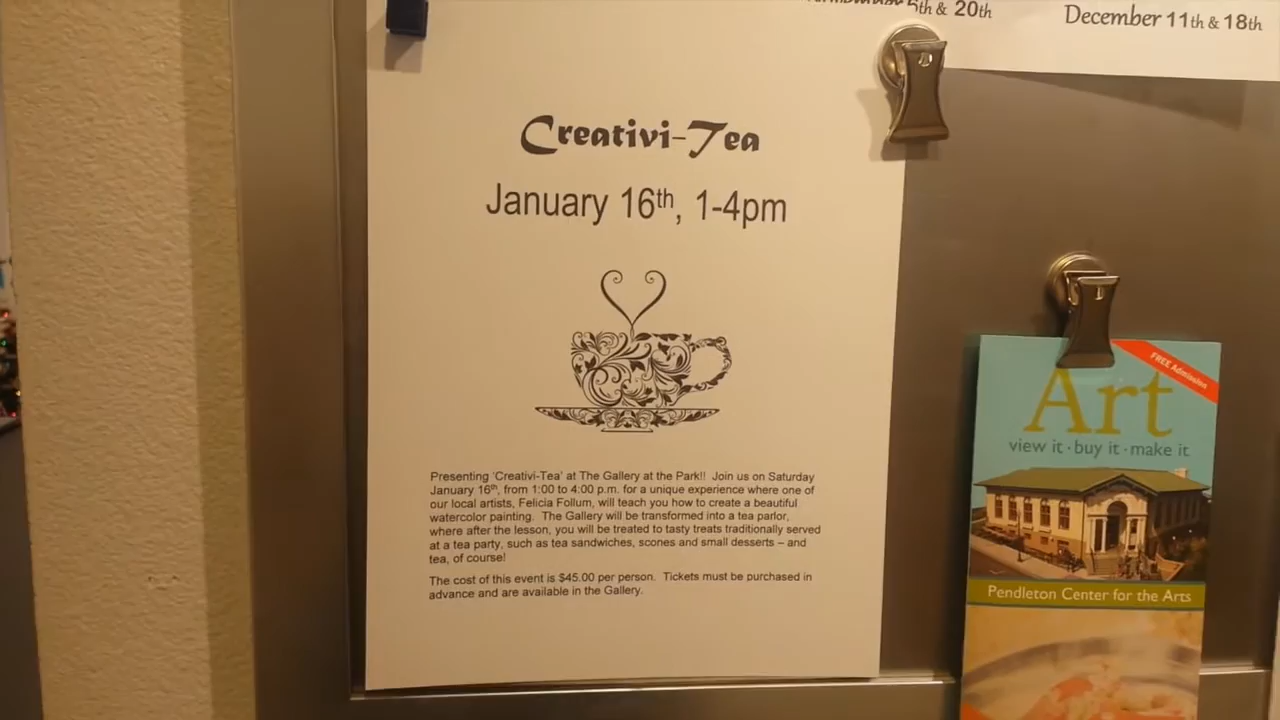 5th & 20th
December 11th & 18th
Creativi-Tea
January 16th, 1-4pm
Presenting 'Creativi-Tea' at The Gallery at the Park!! Join us on Saturday
January 16th, from 1:00 to 4:00 p.m. for a unique experience where one of
our local artists, Felicia Follum, will teach you how to create a beautiful
watercolor painting. The Gallery will be transformed into a tea parlor,
where after the lesson, you will be treated to tasty treats traditionally served
at a tea party, such as tea sandwiches, scones and small desserts – and
tea, of course!
The cost of this event is $45.00 per person. Tickets must be purchased in
advance and are available in the Gallery.
FREE Admission
Art
view it · buy it · make it
Pendleton Center for the Arts